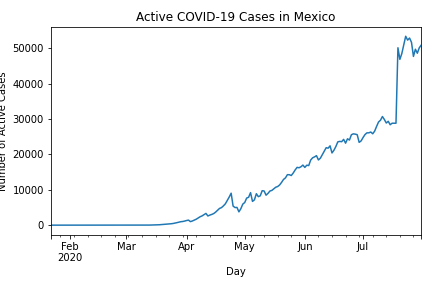 Active COVID-19 Cases in Mexico
Number of Active Cases
50000
40000
30000
20000
10000
0
Feb Mar Apr May Jun Jul
2020
Day